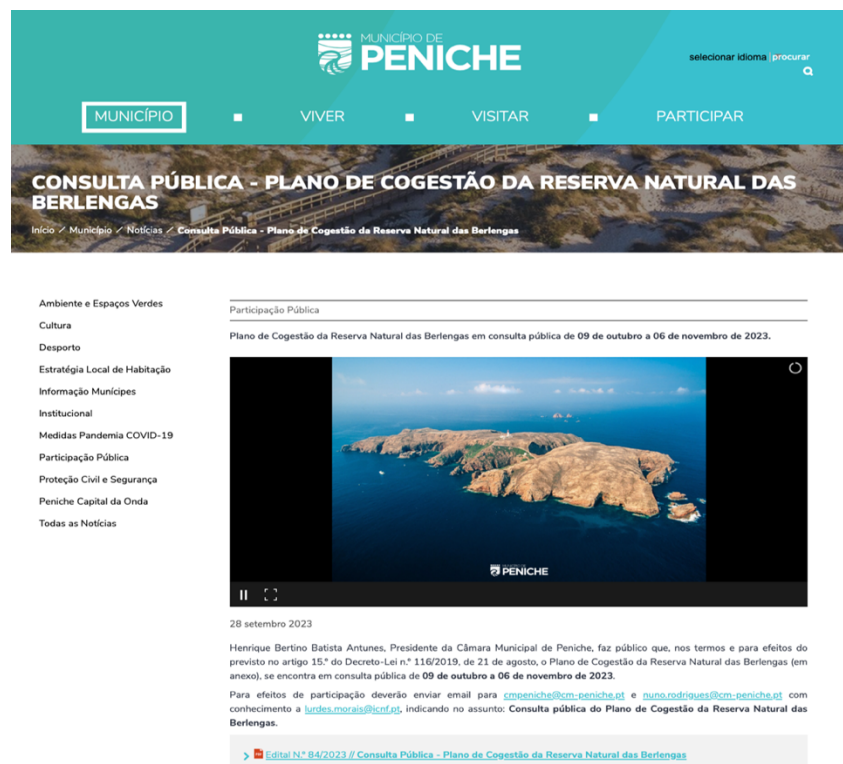 MUNICÍPIO DE
PENICHE
selecionar idioma procurar
MUNICÍPIO
VIVER
VISITAR
PARTICIPAR
CONSULTA PÚBLICA - PLANO DE COGESTÃO DA RESERVA NATURAL DAS
BERLENGAS
Início / Município / Notícias / Consulta Pública - Plano de Cogestão da Reserva Natural das Berlengas
Ambiente e Espaços Verdes
Cultura
Desporto
Estratégia Local de Habitação
Informação Munícipes
Institucional
Medidas Pandemia COVID-19
Participação Pública
Proteção Civil e Segurança
Peniche Capital da Onda
Todas as Notícias
Participação Pública
Plano de Cogestão da Reserva Natural das Berlengas em consulta pública de 09 de outubro a 06 de novembro de 2023.
MUNICÍPIO DE
PENICHE
28 setembro 2023
Henrique Bertino Batista Antunes, Presidente da Câmara Municipal de Peniche, faz público que, nos termos e para efeitos do
previsto no artigo 15.º do Decreto-Lei n.º 116/2019, de 21 de agosto, o Plano de Cogestão da Reserva Natural das Berlengas (em
anexo), se encontra em consulta pública de 09 de outubro a 06 de novembro de 2023.
Para efeitos de participação deverão enviar email para cmpeniche@cm-peniche.pt e nuno.rodrigues@cm-peniche.pt com
conhecimento a lurdes.morais@icnf.pt, indicando no assunto: Consulta pública do Plano de Cogestão da Reserva Natural das
Berlengas.
Edital N.º 84/2023 // Consulta Pública - Plano de Cogestão da Reserva Natural das Berlengas